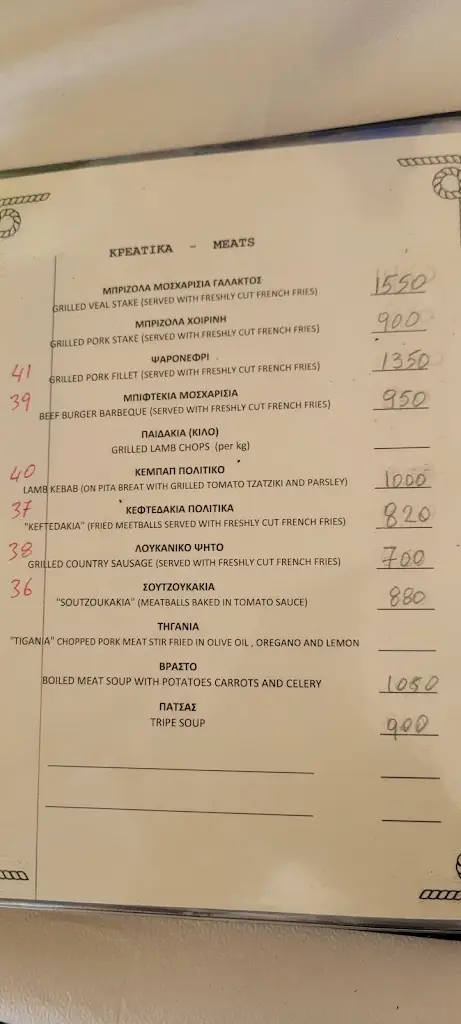 ΚΡΕΑΤΙΚΑ - MEATS
ΜΠΡΙΖΟΛΑ ΜΟΣΧΑΡΙΣΙΑ ΓΑΛΑΚΤΟΣ 1550
GRILLED VEAL STAKE (SERVED WITH FRESHLY CUT FRENCH FRIES)
ΜΠΡΙΖΟΛΑ ΧΟΙΡΙΝΗ 900
GRILLED PORK STAKE (SERVED WITH FRESHLY CUT FRENCH FRIES)
ΨΑΡΟΝΕΦΡΙ 1350
41 GRILLED PORK FILLET (SERVED WITH FRESHLY CUT FRENCH FRIES)
39 ΜΠΙΦΤΕΚΙΑ ΜΟΣΧΑΡΙΣΙΑ 950
BEEF BURGER BARBEQUE (SERVED WITH FRESHLY CUT FRENCH FRIES)
ΠΑΙΔΑΚΙΑ (ΚΙΛΟ)
GRILLED LAMB CHOPS (per kg)
40 ΚΕΜΠΑΠ ΠΟΛΙΤΙΚΟ 1000
LAMB KEBAB (ON PITA BREAT WITH GRILLED TOMATO TZATZIKI AND PARSLEY)
37 ΚΕΦΤΕΔΑΚΙΑ ΠΟΛΙΤΙΚΑ 820
"KEFTEDAKIA" (FRIED MEETBALLS SERVED WITH FRESHLY CUT FRENCH FRIES)
38 ΛΟΥΚΑΝΙΚΟ ΨΗΤΟ 700
GRILLED COUNTRY SAUSAGE (SERVED WITH FRESHLY CUT FRENCH FRIES)
36 ΣΟΥΤΖΟΥΚΑΚΙΑ 880
"SOUTZOUKAKIA" (MEATBALLS BAKED IN TOMATO SAUCE)
ΤΗΓΑΝΙΑ
"TIGANIA" CHOPPED PORK MEAT STIR FRIED IN OLIVE OIL , OREGANO AND LEMON
ΒΡΑΣΤΟ
BOILED MEAT SOUP WITH POTATOES CARROTS AND CELERY 1050
ΠΑΤΣΑΣ
TRIPE SOUP 900